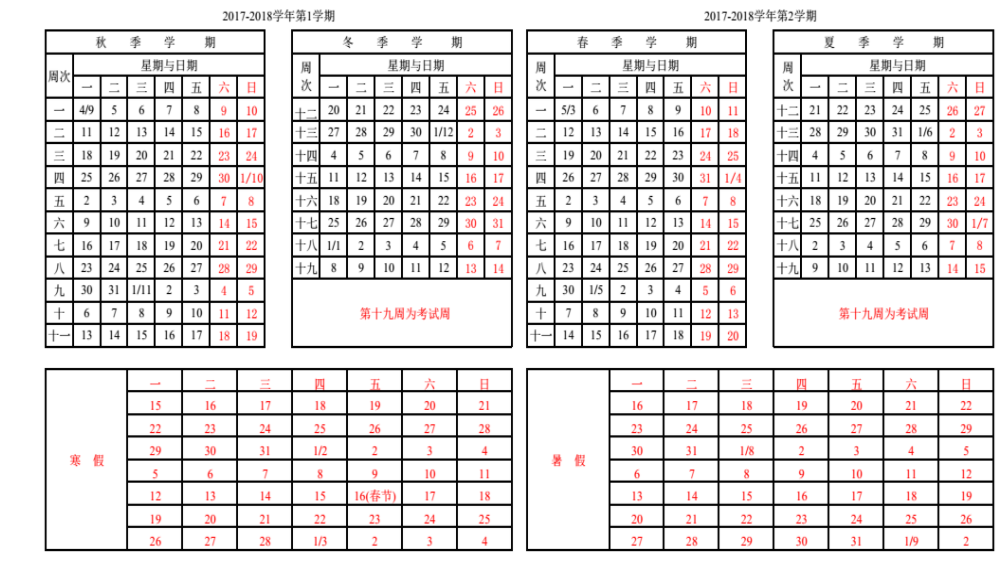 2017-2018学年第1学期
2017-2018学年第2学期
秋 季 学 期
周次 星期与日期
一 二 三 四 五 六 日
一 4/9 5 6 7 8 9 10
二 11 12 13 14 15 16 17
三 18 19 20 21 22 23 24
四 25 26 27 28 29 30 1/10
五 2 3 4 5 6 7 8
六 9 10 11 12 13 14 15
七 16 17 18 19 20 21 22
八 23 24 25 26 27 28 29
九 30 31 1/11 2 3 4 5
十 6 7 8 9 10 11 12
十一 13 14 15 16 17 18 19
冬 季 学 期
周次 星期与日期
一 二 三 四 五 六 日
十二 20 21 22 23 24 25 26
十三 27 28 29 30 1/12 2 3
十四 4 5 6 7 8 9 10
十五 11 12 13 14 15 16 17
十六 18 19 20 21 22 23 24
十七 25 26 27 28 29 30 31
十八 1/1 2 3 4 5 6 7
十九 8 9 10 11 12 13 14
第十九周为考试周
春 季 学 期
周次 星期与日期
一 二 三 四 五 六 日
一 5/3 6 7 8 9 10 11
二 12 13 14 15 16 17 18
三 19 20 21 22 23 24 25
四 26 27 28 29 30 31 1/4
五 2 3 4 5 6 7 8
六 9 10 11 12 13 14 15
七 16 17 18 19 20 21 22
八 23 24 25 26 27 28 29
九 30 1/5 2 3 4 5 6
十 7 8 9 10 11 12 13
十一 14 15 16 17 18 19 20
夏 季 学 期
周次 星期与日期
一 二 三 四 五 六 日
十二 21 22 23 24 25 26 27
十三 28 29 30 31 1/6 2 3
十四 4 5 6 7 8 9 10
十五 11 12 13 14 15 16 17
十六 18 19 20 21 22 23 24
十七 25 26 27 28 29 30 1/7
十八 2 3 4 5 6 7 8
十九 9 10 11 12 13 14 15
第十九周为考试周
寒 假
一 二 三 四 五 六 日
15 16 17 18 19 20 21
22 23 24 25 26 27 28
29 30 31 1/2 2 3 4
5 6 7 8 9 10 11
12 13 14 15 16(春节) 17 18
19 20 21 22 23 24 25
26 27 28 1/3 2 3 4
暑 假
一 二 三 四 五 六 日
16 17 18 19 20 21 22
23 24 25 26 27 28 29
30 31 1/8 2 3 4 5
6 7 8 9 10 11 12
13 14 15 16 17 18 19
20 21 22 23 24 25 26
27 28 29 30 31 1/9 2